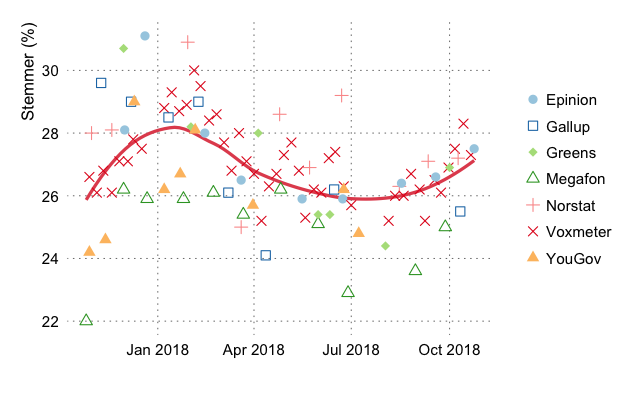 Stemmer (%)
30
28
26
24
22
Jan 2018 Apr 2018 Jul 2018 Oct 2018
Epinion
Gallup
Greens
Megafon
Norstat
Voxmeter
YouGov